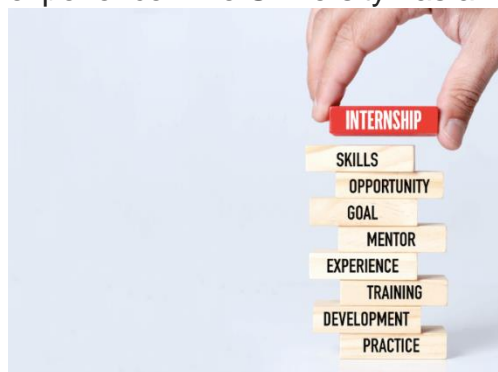 INTERNSHIP
SKILLS
OPPORTUNITY
GOAL
MENTOR
EXPERIENCE
TRAINING
DEVELOPMENT
PRACTICE